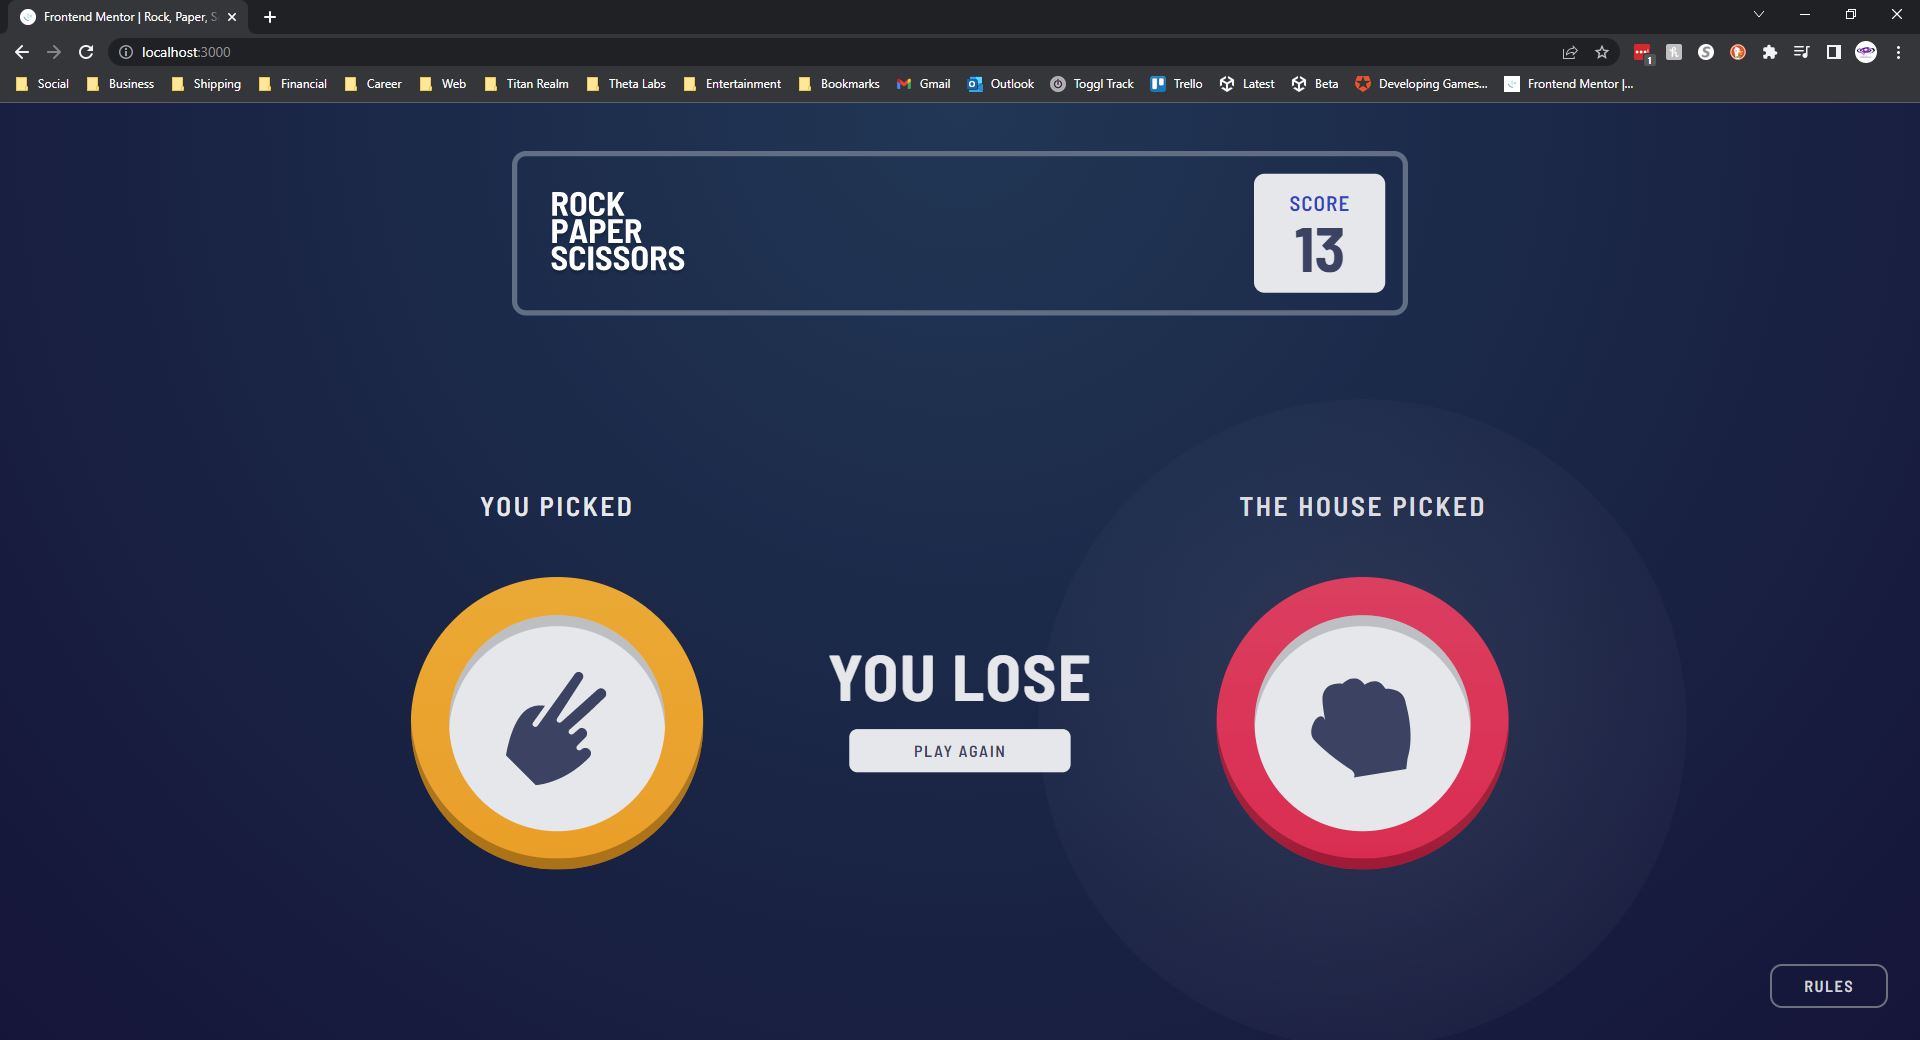 Frontend Mentor | Rock, Paper, S
localhost:3000
1
Social
Business
Shipping
Financial
Career
Web
Titan Realm
Theta Labs
Entertainment
Bookmarks
Gmail
Outlook
Toggl Track
Trello
Latest
Beta
Developing Games...
Frontend Mentor |...
ROCK
PAPER
SCISSORS
SCORE
13
YOU PICKED
THE HOUSE PICKED
YOU LOSE
PLAY AGAIN
RULES